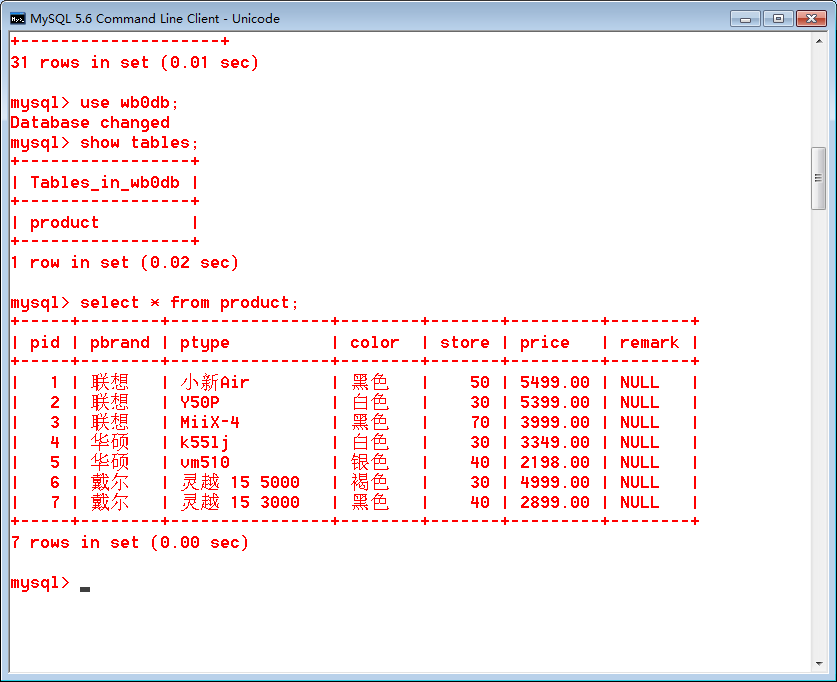 MySQL 5.6 Command Line Client - Unicode
+--------------------+
31 rows in set (0.01 sec)
mysql> use wb0db;
Database changed
mysql> show tables;
+-----------------+
| Tables_in_wb0db |
+-----------------+
| product         |
+-----------------+
1 row in set (0.02 sec)
mysql> select * from product;
+-----+--------+----------------+--------+-------+---------+--------+
| pid | pbrand | ptype          | color  | store | price   | remark |
+-----+--------+----------------+--------+-------+---------+--------+
|   1 | 联想   | 小新Air        | 黑色   |    50 | 5499.00 | NULL   |
|   2 | 联想   | Y50P           | 白色   |    30 | 5399.00 | NULL   |
|   3 | 联想   | MiiX-4         | 黑色   |    70 | 3999.00 | NULL   |
|   4 | 华硕   | k55lj          | 白色   |    30 | 3349.00 | NULL   |
|   5 | 华硕   | vm510          | 银色   |    40 | 2198.00 | NULL   |
|   6 | 戴尔   | 灵越 15 5000   | 褐色   |    30 | 4999.00 | NULL   |
|   7 | 戴尔   | 灵越 15 3000   | 黑色   |    40 | 2899.00 | NULL   |
+-----+--------+----------------+--------+-------+---------+--------+
7 rows in set (0.00 sec)
mysql>